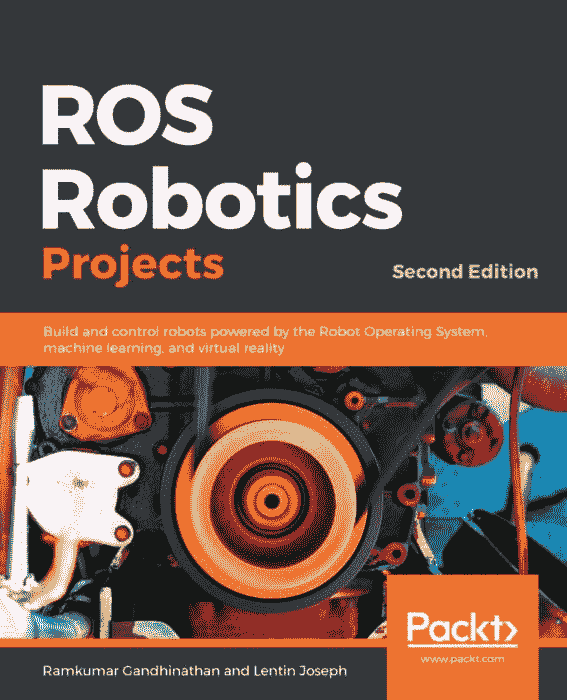 ROS
Robotics
Projects
Second Edition
Build and control robots powered by the Robot Operating System,
machine learning, and virtual reality
Packt>
www.packt.com
Ramkumar Gandhinathan and Lentin Joseph